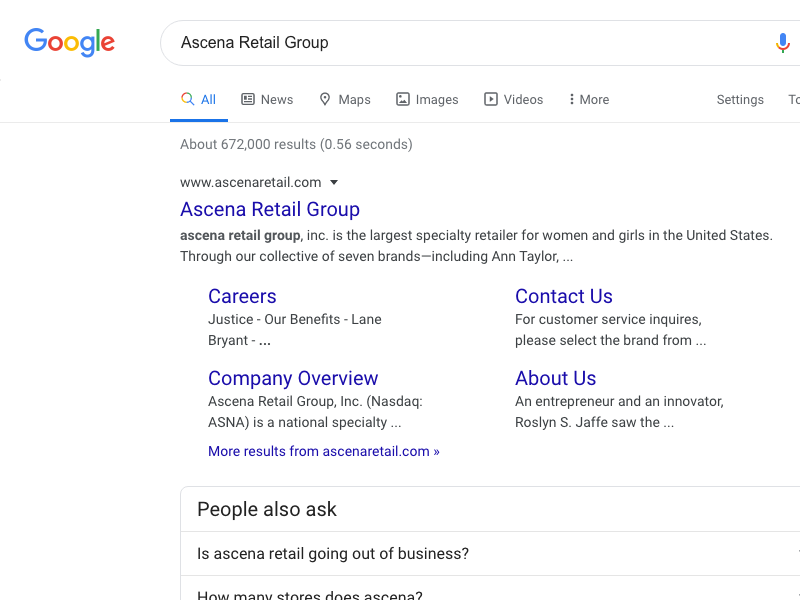 Google
Ascena Retail Group
All News Maps Images Videos More Settings
About 672,000 results (0.56 seconds)
www.ascenaretail.com
Ascena Retail Group
ascena retail group, inc. is the largest specialty retailer for women and girls in the United States.
Through our collective of seven brands—including Ann Taylor, ...
Careers
Justice - Our Benefits - Lane
Bryant - ...
Contact Us
For customer service inquires,
please select the brand from ...
Company Overview
Ascena Retail Group, Inc. (Nasdaq:
ASNA) is a national specialty ...
About Us
An entrepreneur and an innovator,
Roslyn S. Jaffe saw the ...
More results from ascenaretail.com »
People also ask
Is ascena retail going out of business?
How many stores does ascena?